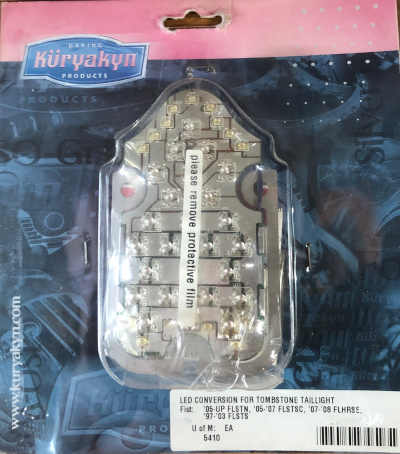 DARING
Küryakyn
PRODUCTS
please remove protective film
www.kuryakyn.com
LED CONVERSION FOR TOMBSTONE TAILLIGHT
Fist: '05-UP FLSTN, '05-'07 FLSTSC, '07-'08 FLHRSE,
'97-'03 FLSTS
U of M: EA
5410